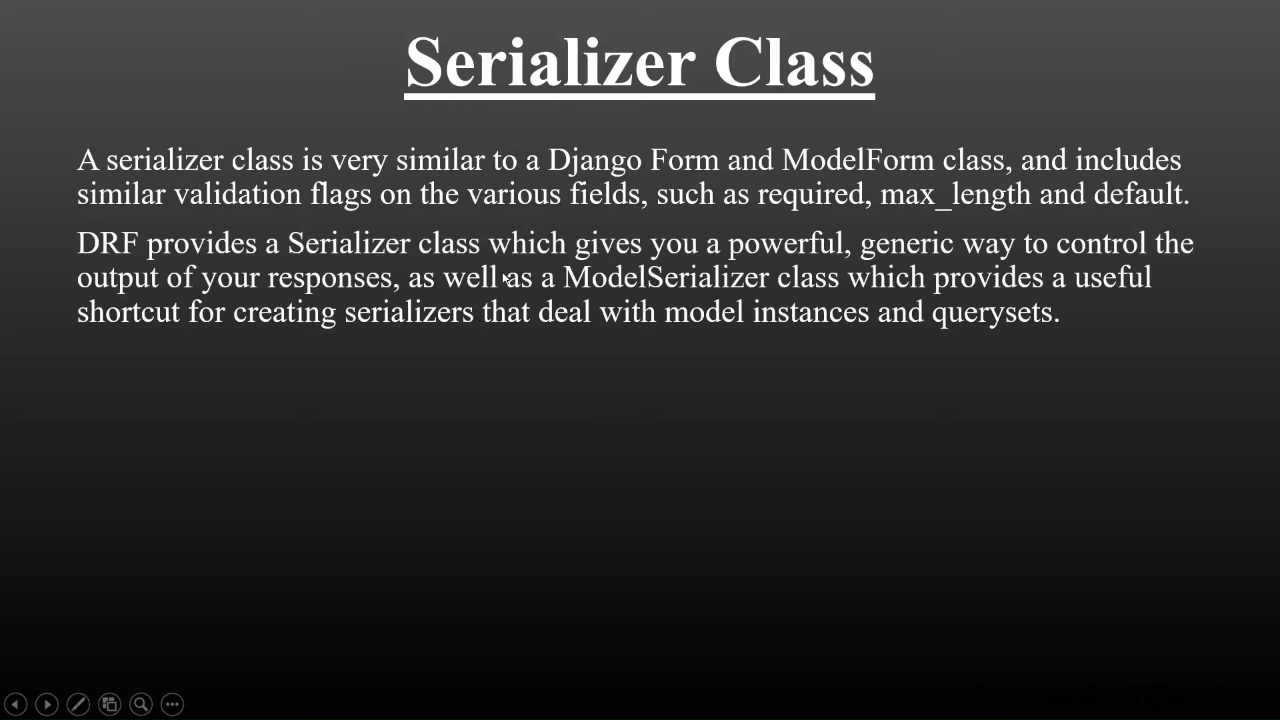 Serializer Class
A serializer class is very similar to a Django Form and ModelForm class, and includes
similar validation flags on the various fields, such as required, max_length and default.
DRF provides a Serializer class which gives you a powerful, generic way to control the
output of your responses, as well as a ModelSerializer class which provides a useful
shortcut for creating serializers that deal with model instances and querysets.